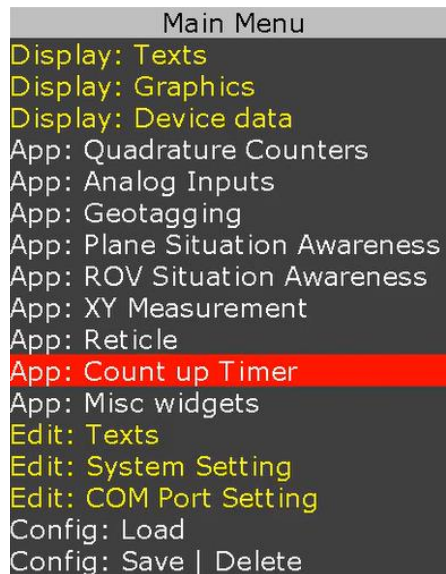 Main Menu
Display: Texts
Display: Graphics
Display: Device data
App: Quadrature Counters
App: Analog Inputs
App: Geotagging
App: Plane Situation Awareness
App: ROV Situation Awareness
App: XY Measurement
App: Reticle
App: Count up Timer
App: Misc widgets
Edit: Texts
Edit: System Setting
Edit: COM Port Setting
Config: Load
Config: Save | Delete